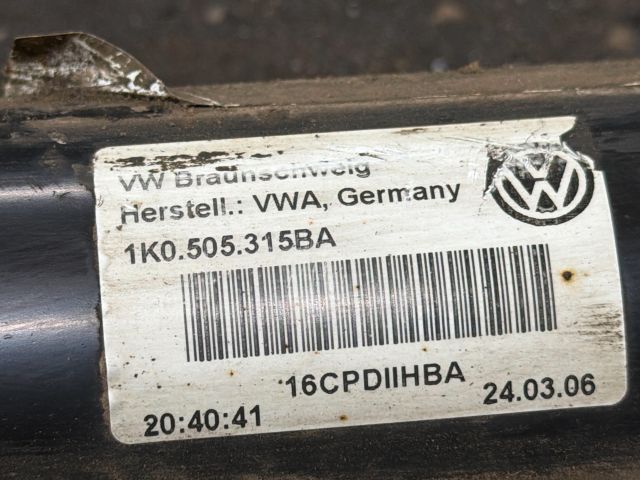 VW Braunschweig
Herstell.: VWA, Germany
1K0.505.315BA
16CPDIIHBA
20:40:41 24.03.06